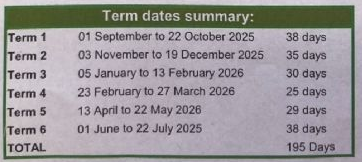 Term dates summary:
Term 1 01 September to 22 October 2025 38 days
Term 2 03 November to 19 December 2025 35 days
Term 3 05 January to 13 February 2026 30 days
Term 4 23 February to 27 March 2026 25 days
Term 5 13 April to 22 May 2026 29 days
Term 6 01 June to 22 July 2025 38 days
TOTAL 195 Days